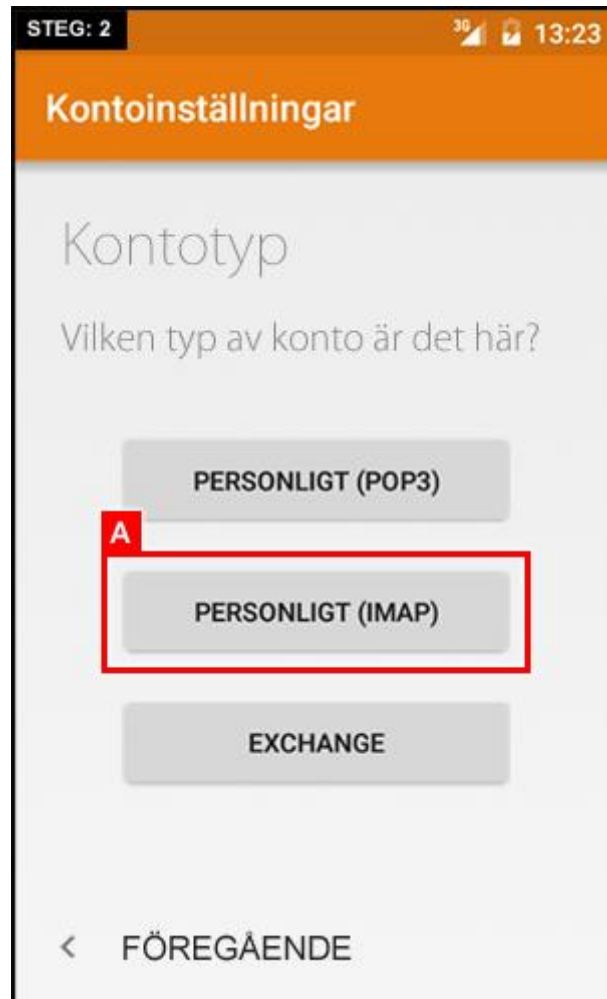 STEG: 2
3G 13:23
Kontoinställningar
Kontotyp
Vilken typ av konto är det här?
PERSONLIGT (POP3)
A
PERSONLIGT (IMAP)
EXCHANGE
< FÖREGÅENDE